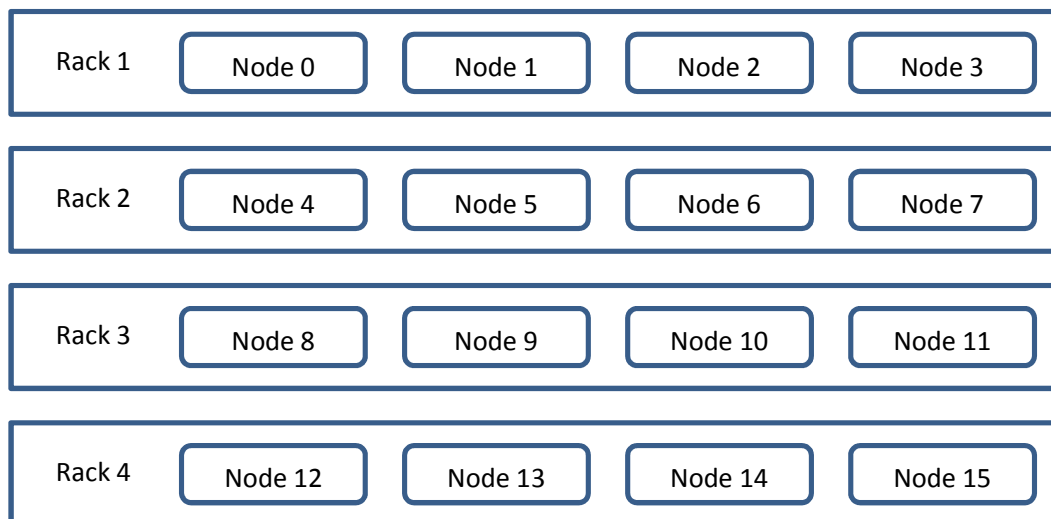 Rack 1 Node 0 Node 1 Node 2 Node 3
Rack 2 Node 4 Node 5 Node 6 Node 7
Rack 3 Node 8 Node 9 Node 10 Node 11
Rack 4 Node 12 Node 13 Node 14 Node 15